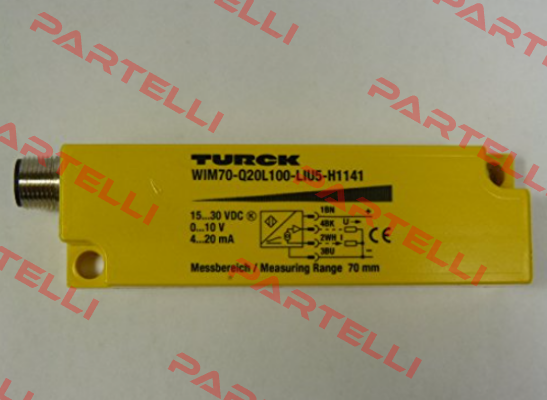 PARTELLI
PARTELLI
PARTELLI
PARTELLI
PARTELLI
PARTELLI
PARTELLI
TURCK
WIM70-Q20L100-LIU5-H1141
15...30 VDC K
0...10 V
4...20 mA
1BN +
4BK U
2WH I
3BU −
CE
Messbereich / Measuring Range 70 mm